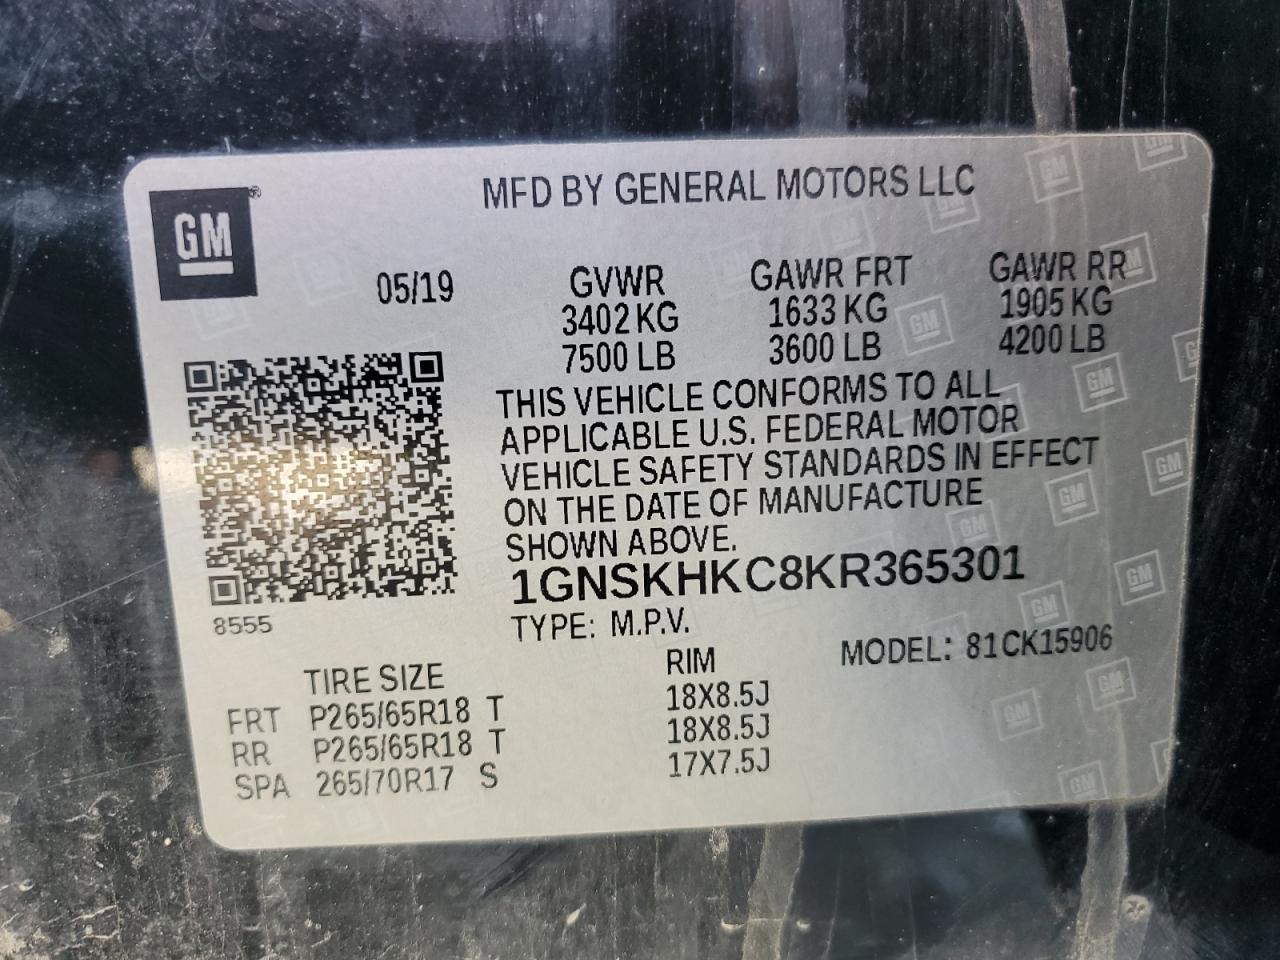 GM®
MFD BY GENERAL MOTORS LLC
05/19
GVWR GAWR FRT GAWR RR
3402 KG 1633 KG 1905 KG
7500 LB 3600 LB 4200 LB
THIS VEHICLE CONFORMS TO ALL
APPLICABLE U.S. FEDERAL MOTOR
VEHICLE SAFETY STANDARDS IN EFFECT
ON THE DATE OF MANUFACTURE
SHOWN ABOVE.
1GNSKHKC8KR365301
8555
TYPE: M.P.V.
MODEL: 81CK15906
TIRE SIZE RIM
FRT P265/65R18 T 18X8.5J
RR P265/65R18 T 18X8.5J
SPA 265/70R17 S 17X7.5J